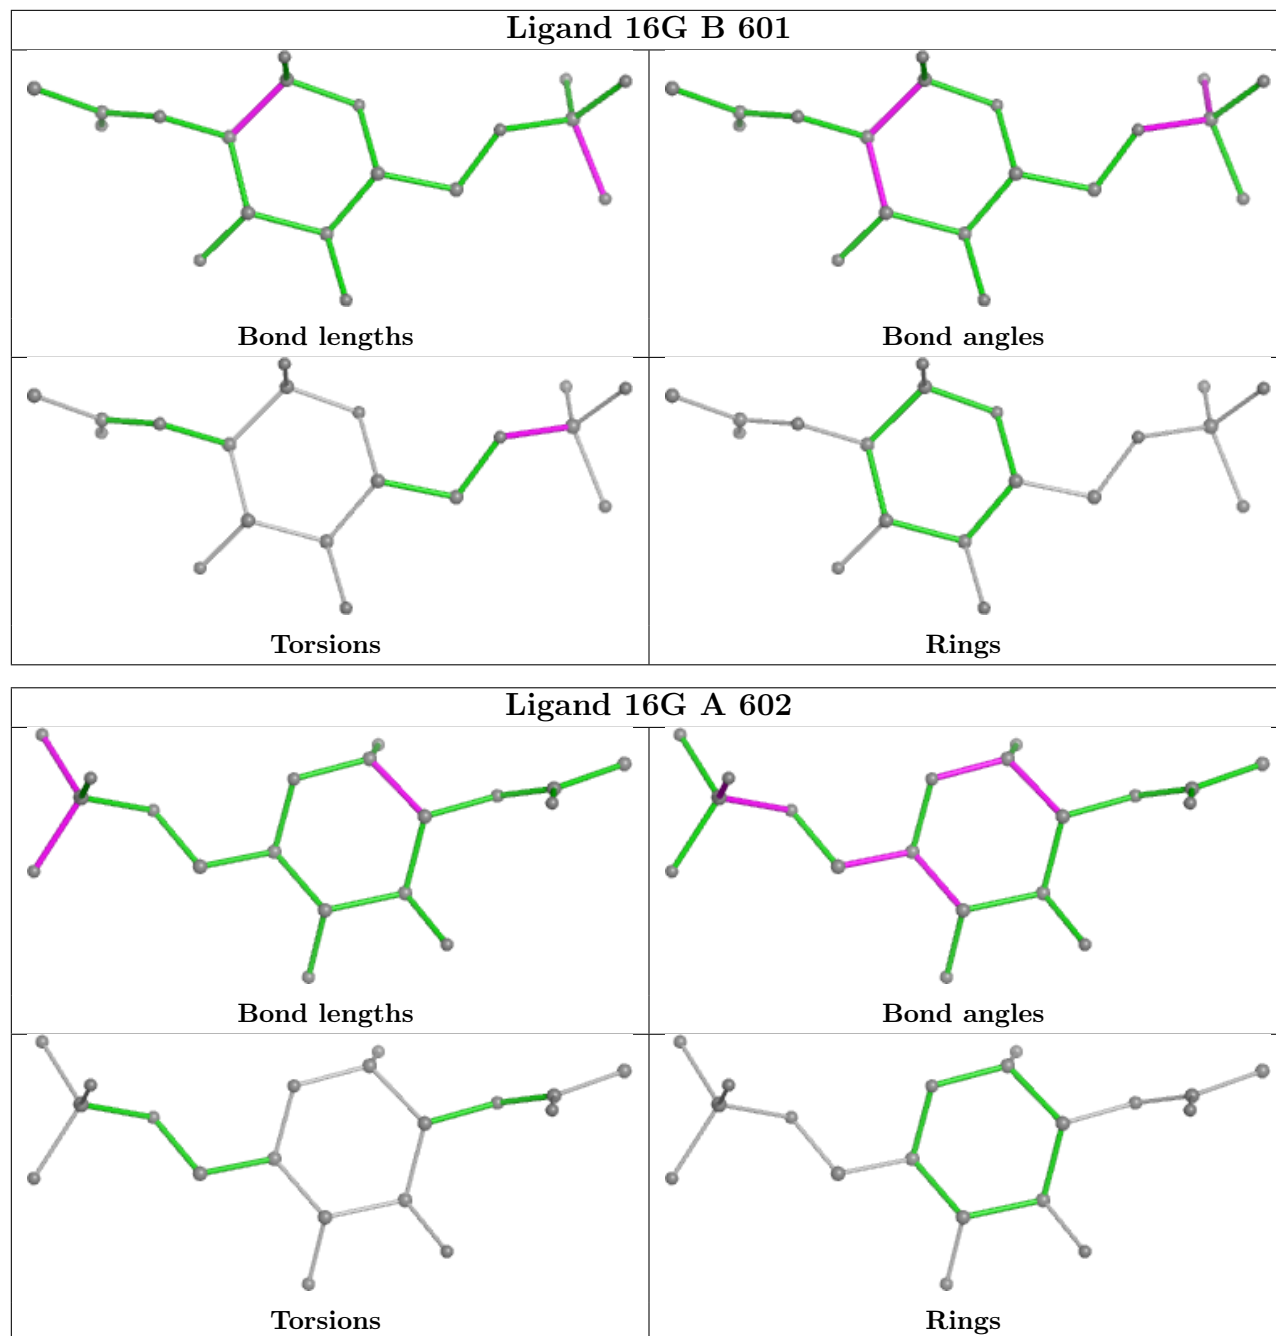 Ligand 16G B 601
Bond lengths
Bond angles
Torsions
Rings
Ligand 16G A 602
Bond lengths
Bond angles
Torsions
Rings